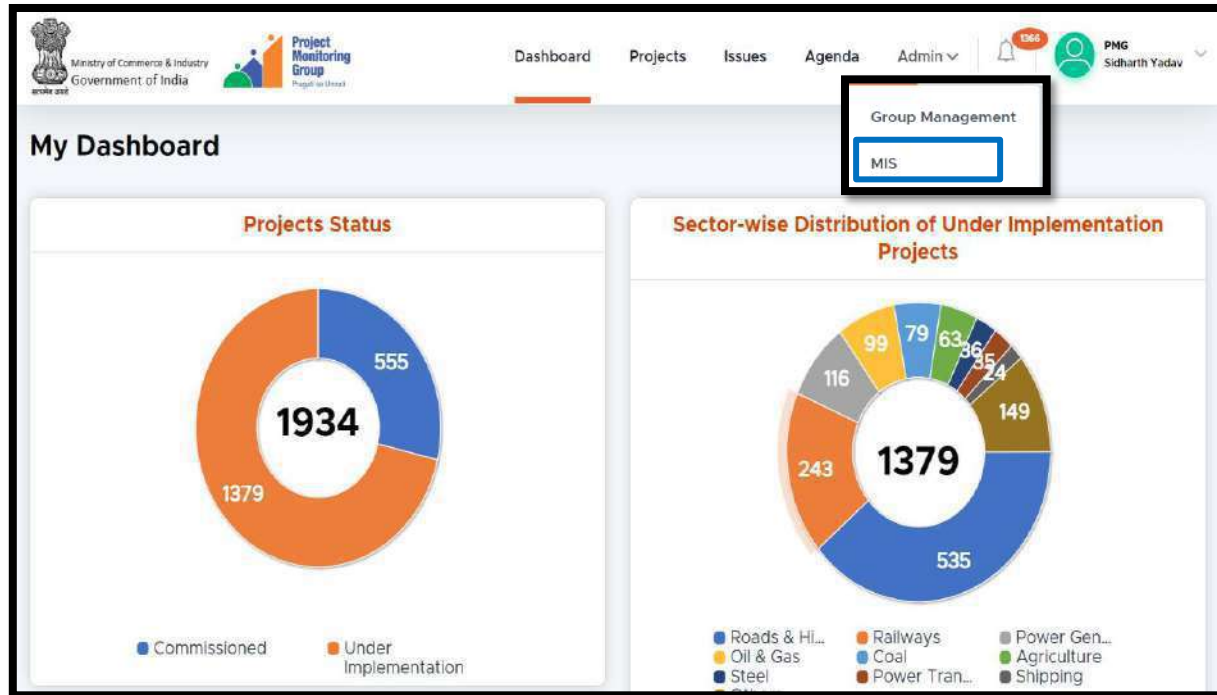 Ministry of Commerce & Industry
Government of India
सत्यमेव जयते
Project
Monitoring
Group
Dashboard
Projects
Issues
Agenda
Admin
1366
PMG
Sidharth Yadav
Group Management
MIS
My Dashboard
Projects Status
555
1934
1379
Commissioned
Under
Implementation
Sector-wise Distribution of Under Implementation
Projects
79
63
36
35
24
99
116
149
243
1379
535
Roads & Hi...
Railways
Power Gen...
Oil & Gas
Coal
Agriculture
Steel
Power Tran...
Shipping